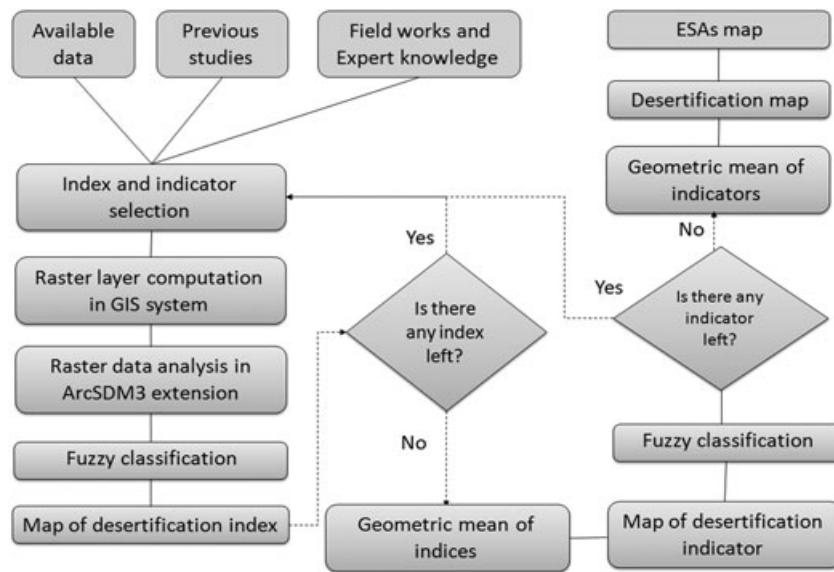 Available
data
Previous
studies
Field works and
Expert knowledge
Index and indicator
selection
Raster layer computation
in GIS system
Raster data analysis in
ArcSDM3 extension
Fuzzy classification
Map of desertification index
Yes
Is there
any index
left?
No
Geometric mean of
indices
ESAs map
Desertification map
Geometric mean of
indicators
No
Yes
Is there any
indicator
left?
Fuzzy classification
Map of desertification
indicator